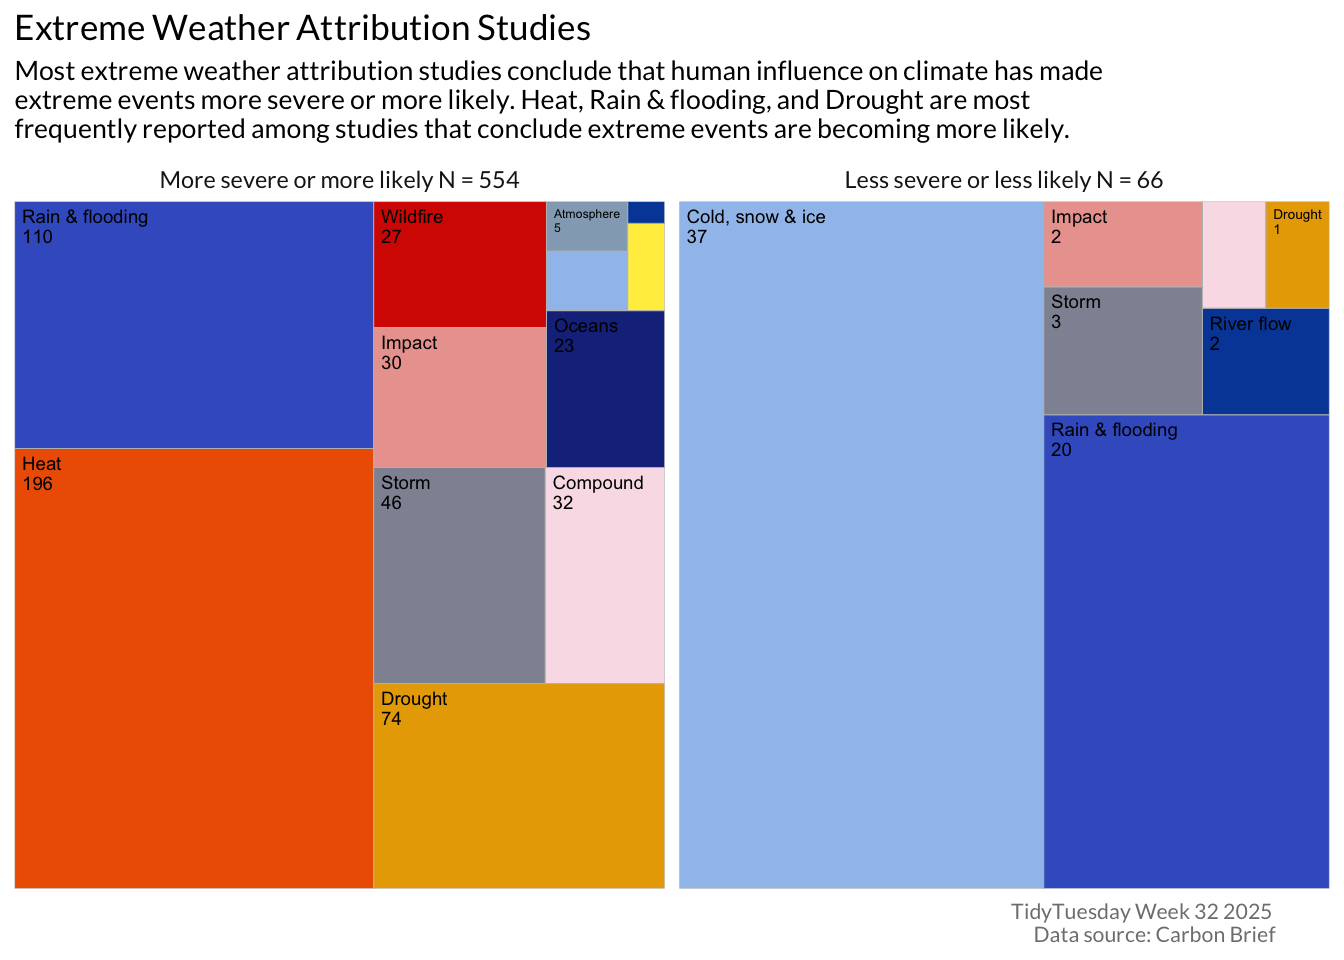 Extreme Weather Attribution Studies
Most extreme weather attribution studies conclude that human influence on climate has made
extreme events more severe or more likely. Heat, Rain & flooding, and Drought are most
frequently reported among studies that conclude extreme events are becoming more likely.
More severe or more likely N = 554
Rain & flooding
110
Heat
196
Wildfire
27
Impact
30
Storm
46
Drought
74
Atmosphere
5
Oceans
23
Compound
32
Less severe or less likely N = 66
Cold, snow & ice
37
Impact
2
Storm
3
Drought
1
River flow
2
Rain & flooding
20
TidyTuesday Week 32 2025
Data source: Carbon Brief